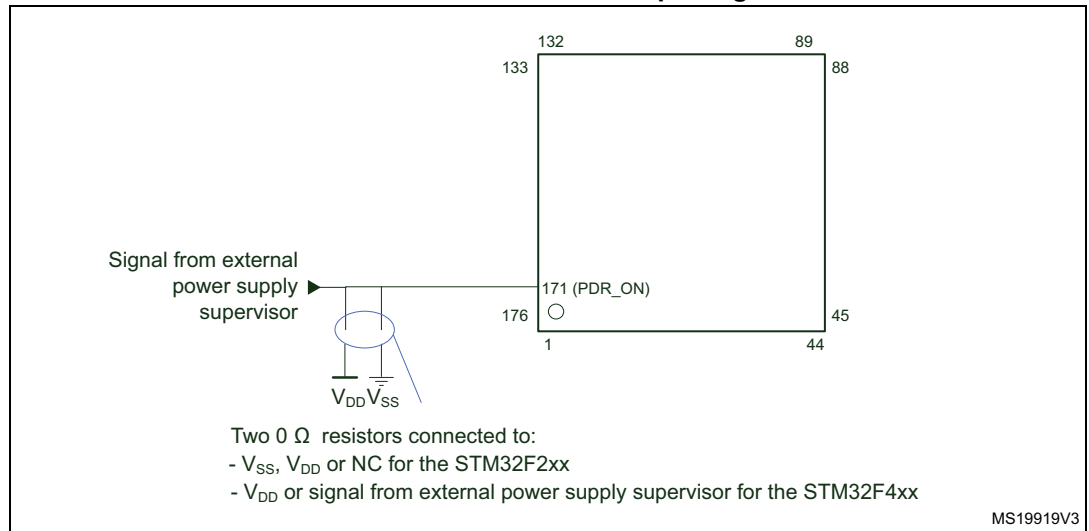 132 89
133 88
Signal from external
power supply
supervisor
171 (PDR_ON)
176 45
1 44
VDD VSS
Two 0 Ω resistors connected to:
- VSS, VDD or NC for the STM32F2xx
- VDD or signal from external power supply supervisor for the STM32F4xx
MS19919V3